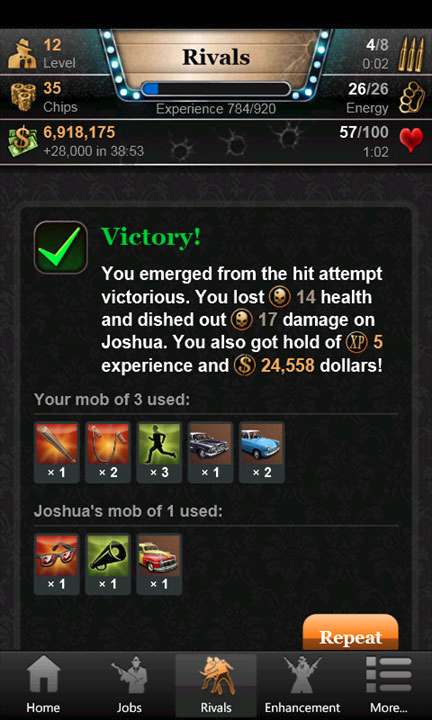 12
Level
Rivals
4/8
0:02
35
Chips
Experience 784/920
26/26
Energy
6,918,175
+28,000 in 38:53
57/100
1:02
Victory!
You emerged from the hit attempt
victorious. You lost 14 health
and dished out 17 damage on
Joshua. You also got hold of XP 5
experience and $ 24,558 dollars!
Your mob of 3 used:
× 1
× 2
× 3
× 1
× 2
Joshua's mob of 1 used:
× 1
× 1
× 1
Repeat
Home
Jobs
Rivals
Enhancement
More...